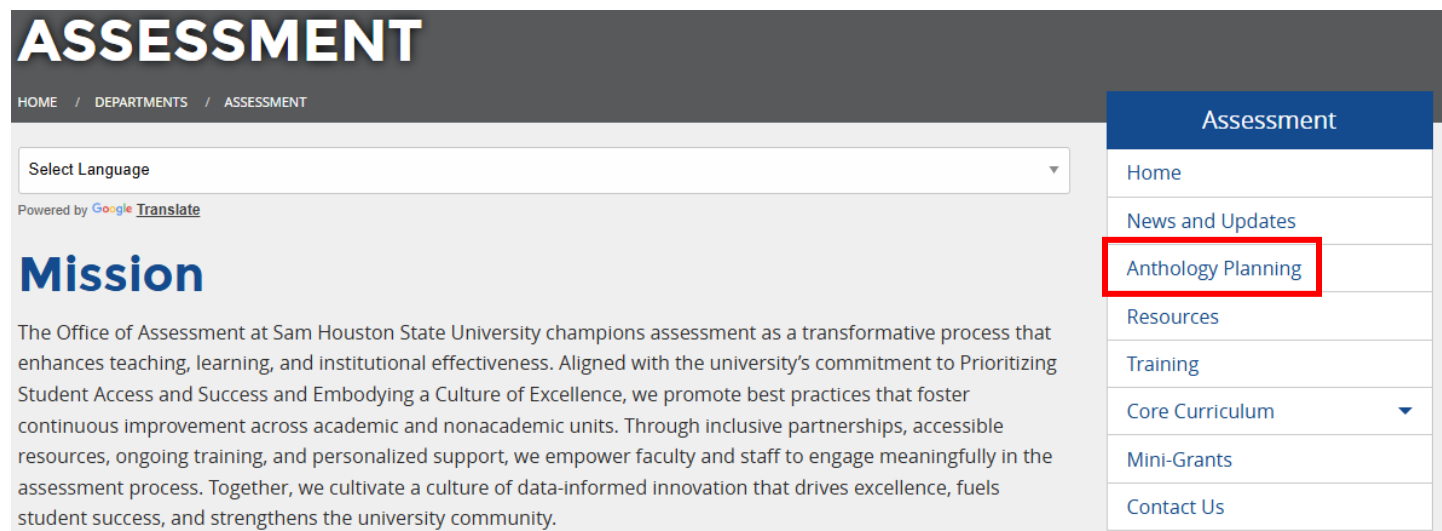 ASSESSMENT
HOME / DEPARTMENTS / ASSESSMENT
Select Language
Powered by Google Translate
Mission
The Office of Assessment at Sam Houston State University champions assessment as a transformative process that
enhances teaching, learning, and institutional effectiveness. Aligned with the university's commitment to Prioritizing
Student Access and Success and Embodying a Culture of Excellence, we promote best practices that foster
continuous improvement across academic and nonacademic units. Through inclusive partnerships, accessible
resources, ongoing training, and personalized support, we empower faculty and staff to engage meaningfully in the
assessment process. Together, we cultivate a culture of data-informed innovation that drives excellence, fuels
student success, and strengthens the university community.
Assessment
Home
News and Updates
Anthology Planning
Resources
Training
Core Curriculum
Mini-Grants
Contact Us